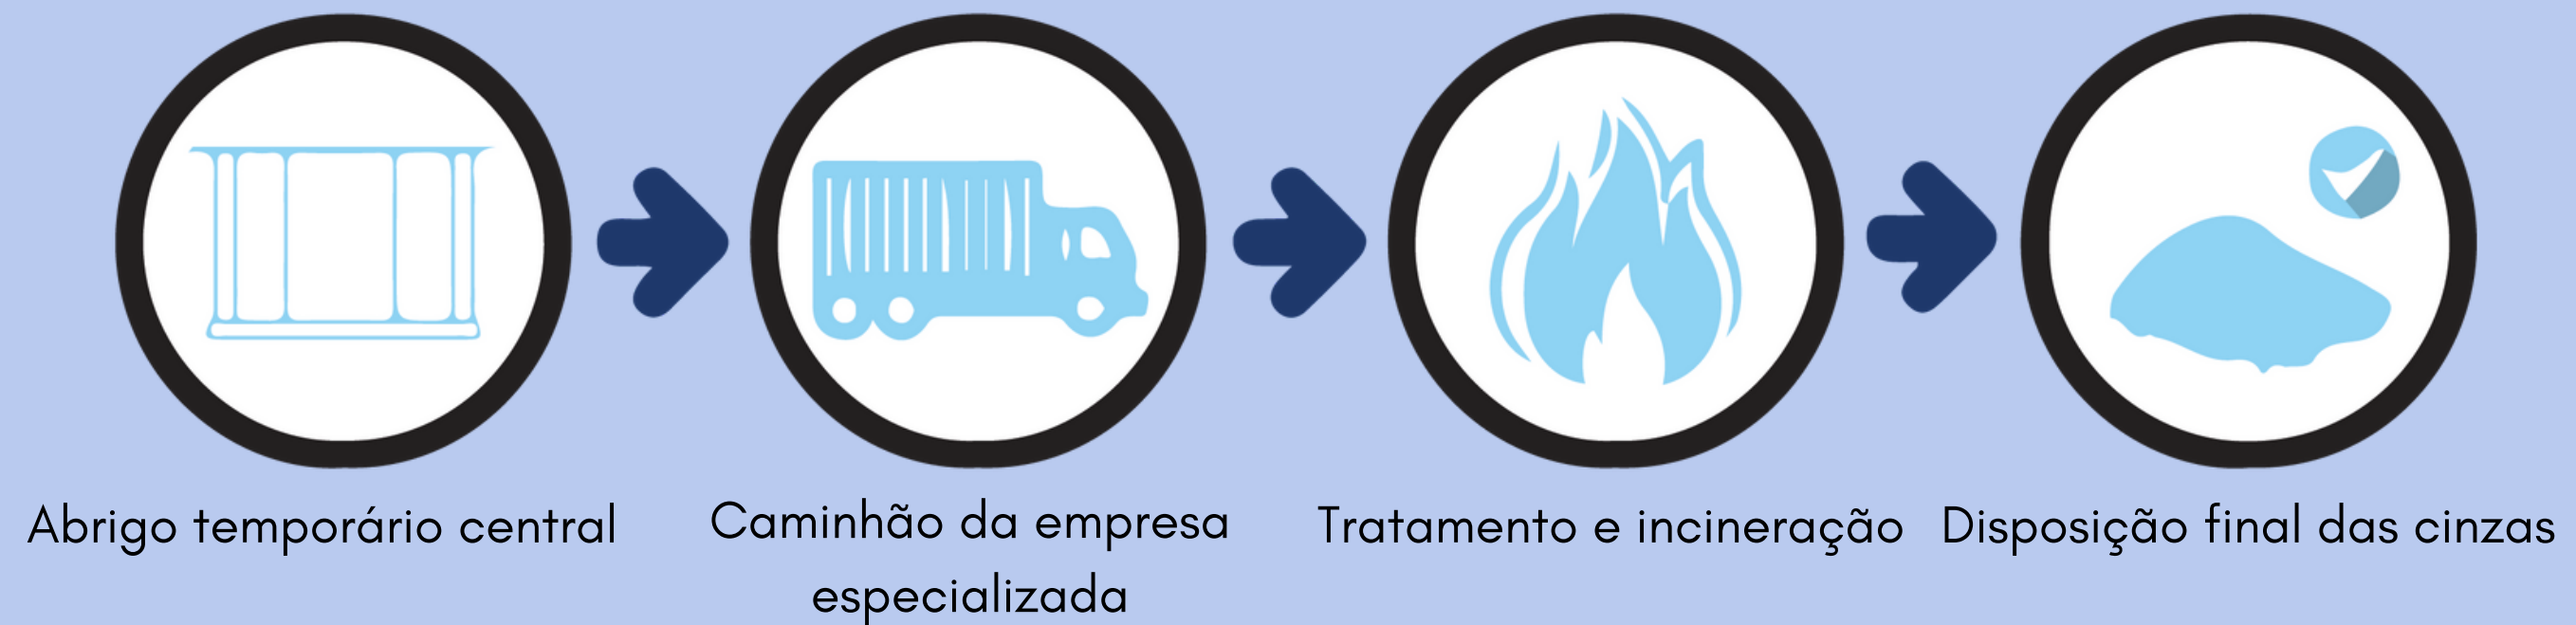 Abrigo temporário central
Caminhão da empresa
especializada
Tratamento e incineração
Disposição final das cinzas